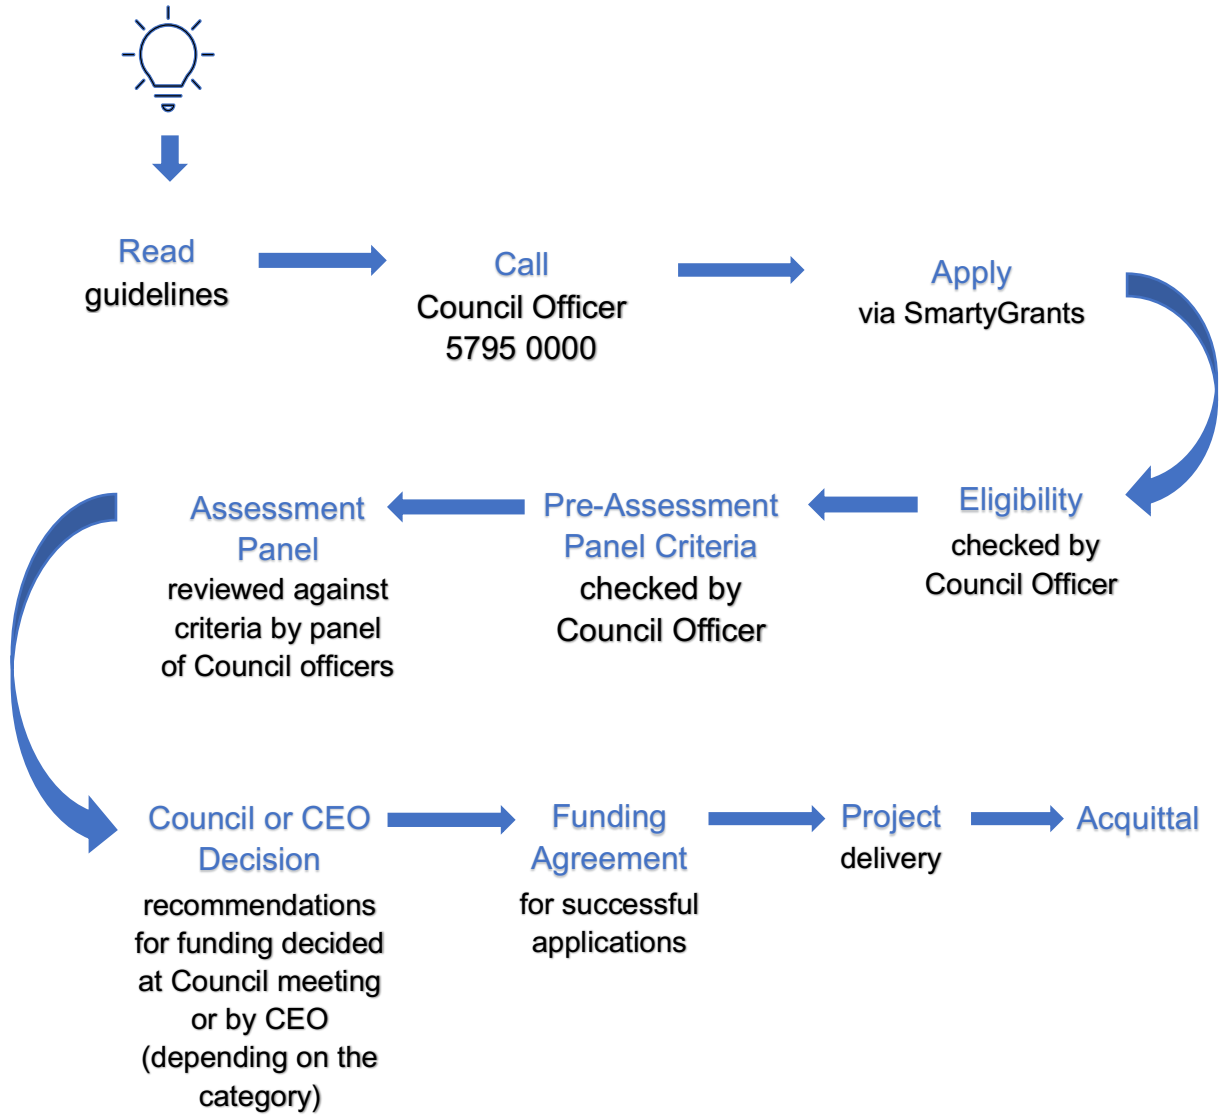 Read
guidelines
Call
Council Officer
5795 0000
Apply
via SmartyGrants
Eligibility
checked by
Council Officer
Pre-Assessment
Panel Criteria
checked by
Council Officer
Assessment
Panel
reviewed against
criteria by panel
of Council officers
Council or CEO
Decision
recommendations
for funding decided
at Council meeting
or by CEO
(depending on the
category)
Funding
Agreement
for successful
applications
Project
delivery
Acquittal